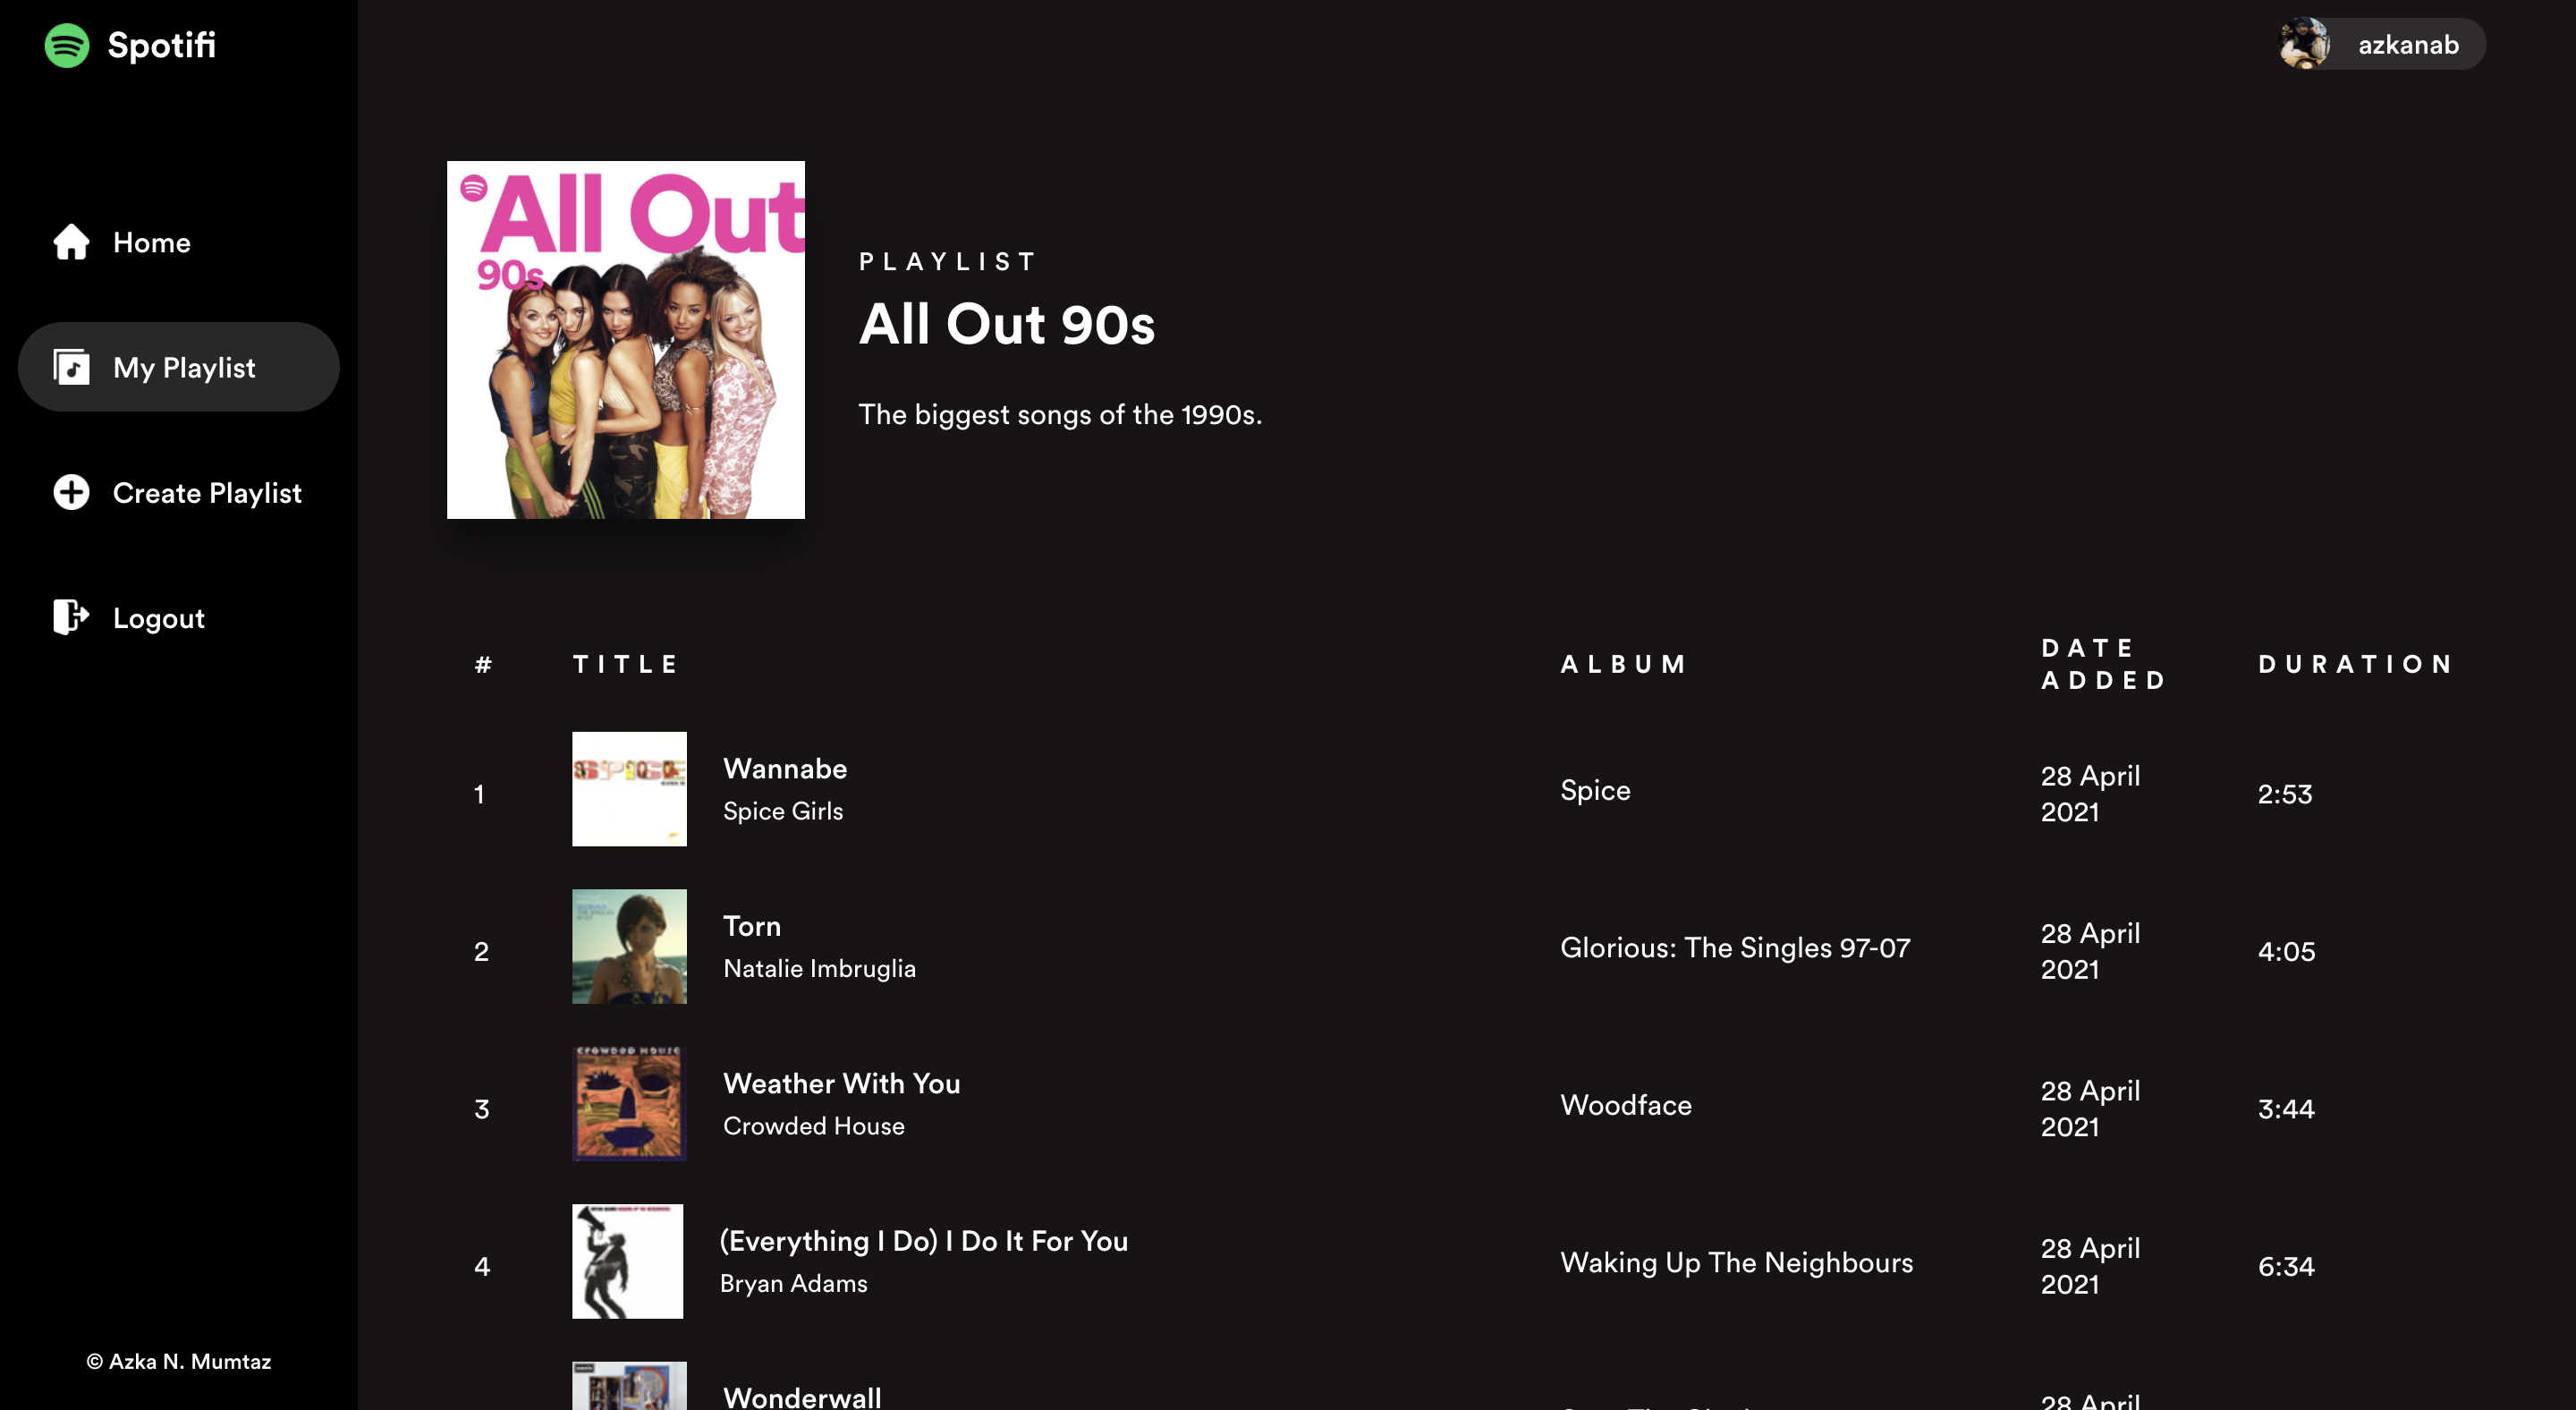 Spotifi
azkanab
Home
My Playlist
Create Playlist
Logout
© Azka N. Mumtaz
All Out
90s
PLAYLIST
All Out 90s
The biggest songs of the 1990s.
# TITLE ALBUM DATE ADDED DURATION
1
SPICE
Wannabe
Spice Girls
Spice
28 April
2021
2:53
2
Torn
Natalie Imbruglia
Glorious: The Singles 97-07
28 April
2021
4:05
3
CROWDED HOUSE
Weather With You
Crowded House
Woodface
28 April
2021
3:44
4
(Everything I Do) I Do It For You
Bryan Adams
Waking Up The Neighbours
28 April
2021
6:34
Wonderwall
28 April